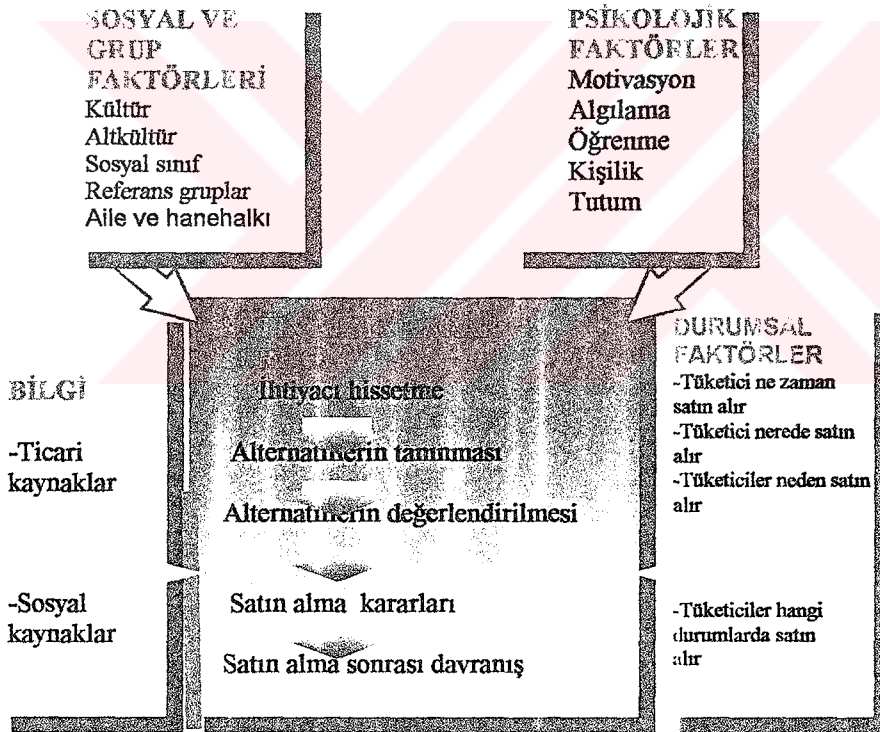 SOSYAL VE
GRUP
FAKTÖRLERİ
Kültür
Altkültür
Sosyal sınıf
Referans gruplar
Aile ve hanehalkı
PSİKOLOJİK
FAKTÖRLER
Motivasyon
Algılama
Öğrenme
Kişilik
Tutum
BİLGİ
-Ticari
kaynaklar
-Sosyal
kaynaklar
İhtiyacı hissetme
Alternatiflerin tanınması
Alternatiflerin değerlendirilmesi
Satın alma kararları
Satın alma sonrası davranış
DURUMSAL
FAKTÖRLER
-Tüketici ne zaman
satın alır
-Tüketici nerede satın
alır
-Tüketiciler neden satın
alır
-Tüketiciler hangi
durumlarda satın
alır